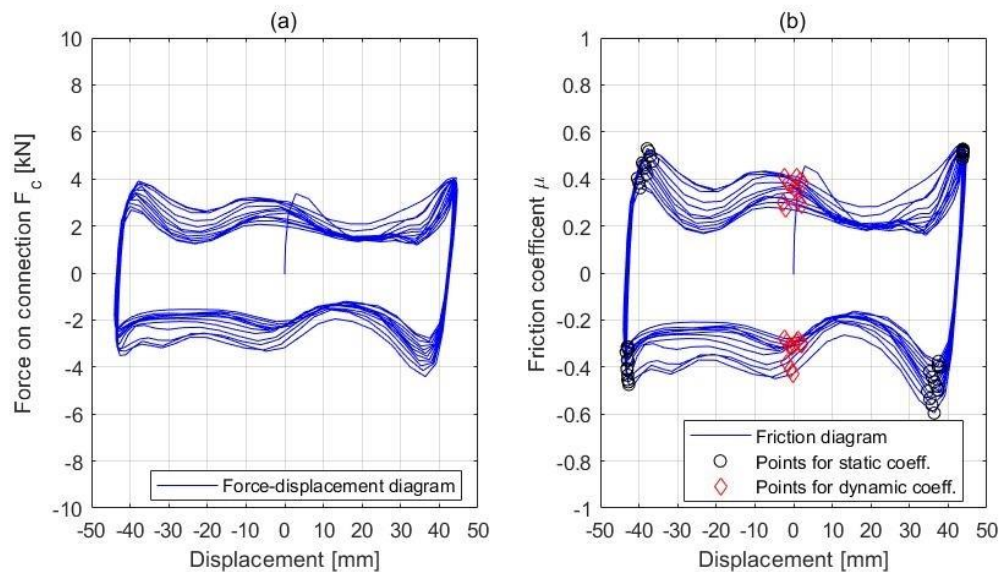 (a)
Force on connection F c [kN]
10
8
6
4
2
0
-2
-4
-6
-8
-10
-50 -40 -30 -20 -10 0 10 20 30 40 50
Displacement [mm]
Force-displacement diagram
(b)
Friction coefficient μ
1
0.8
0.6
0.4
0.2
0
-0.2
-0.4
-0.6
-0.8
-1
-50 -40 -30 -20 -10 0 10 20 30 40 50
Displacement [mm]
Friction diagram
Points for static coeff.
Points for dynamic coeff.